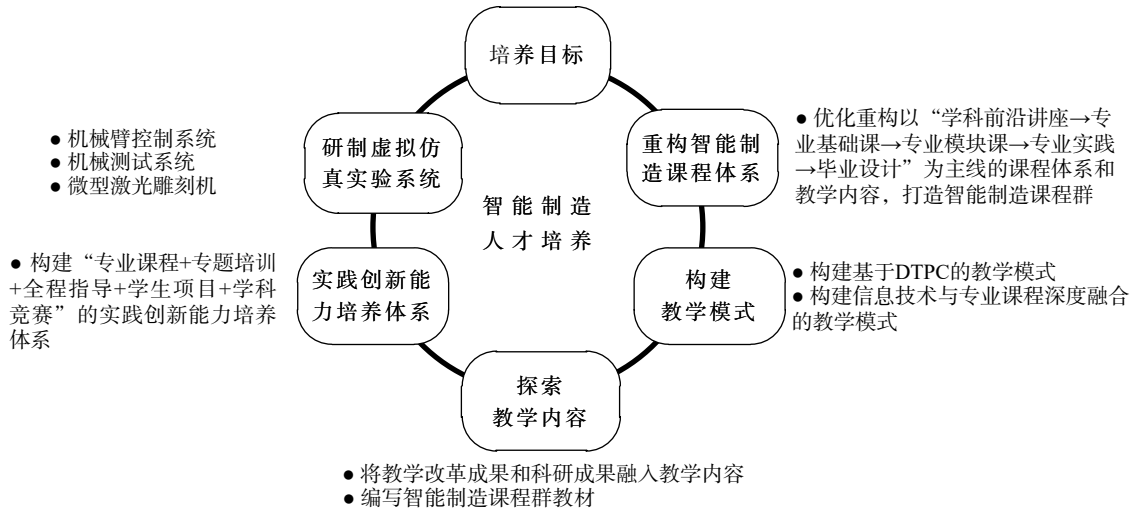 培养目标
重构智能制
造课程体系
● 优化重构以“学科前沿讲座→专
业基础课→专业模块课→专业实践
→毕业设计”为主线的课程体系和
教学内容，打造智能制造课程群
构建
教学模式
● 构建基于DTPC的教学模式
● 构建信息技术与专业课程深度融合
的教学模式
探索
教学内容
● 将教学改革成果和科研成果融入教学内容
● 编写智能制造课程群教材
实践创新能
力培养体系
● 构建“专业课程+专题培训
+全程指导+学生项目+学科
竞赛”的实践创新能力培养
体系
研制虚拟仿
真实验系统
● 机械臂控制系统
● 机械测试系统
● 微型激光雕刻机
智能制造
人才培养